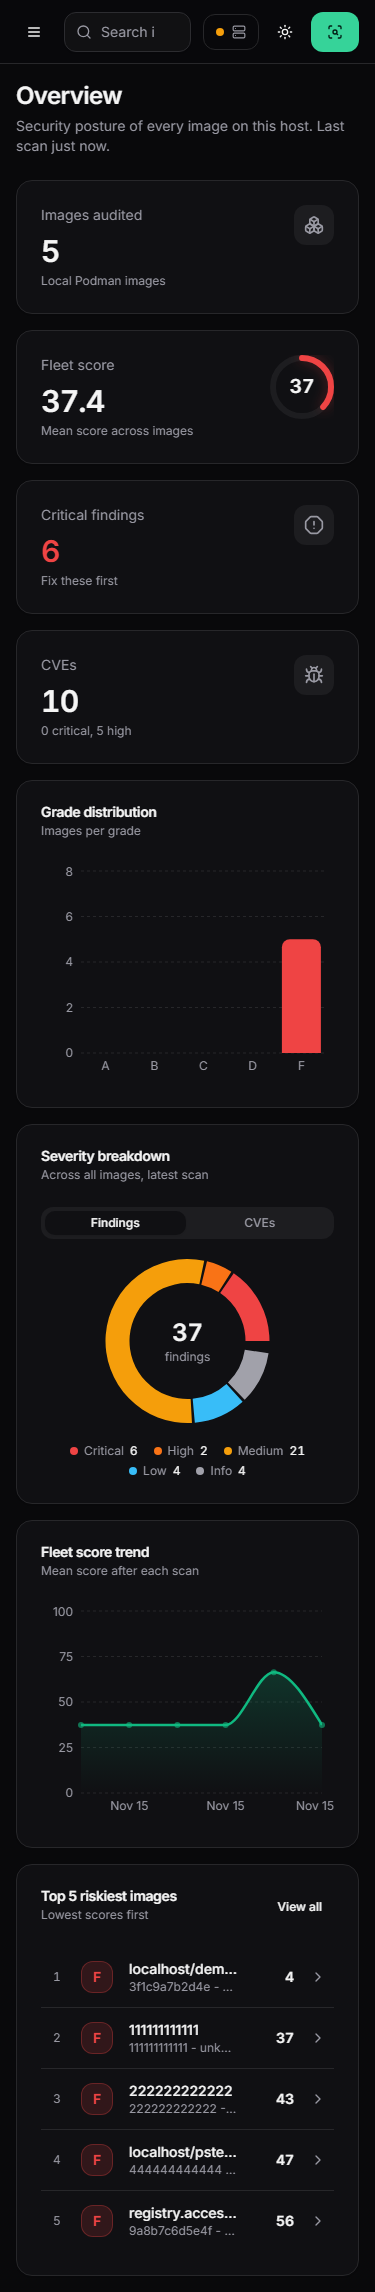 Search i
Overview
Security posture of every image on this host. Last
scan just now.
Images audited
5
Local Podman images
Fleet score
37.4
37
Mean score across images
Critical findings
6
Fix these first
CVEs
10
0 critical, 5 high
Grade distribution
Images per grade
8
6
4
2
0
A B C D F
Severity breakdown
Across all images, latest scan
Findings CVEs
37
findings
Critical 6 High 2 Medium 21
Low 4 Info 4
Fleet score trend
Mean score after each scan
100
75
50
25
0
Nov 15 Nov 15 Nov 15
Top 5 riskiest images
View all
Lowest scores first
1 F localhost/dem... 4
3f1c9a7b2d4e - ...
2 F 111111111111 37
111111111111 - unk...
3 F 222222222222 43
222222222222 -...
4 F localhost/pste... 47
444444444444 ...
5 F registry.acces... 56
9a8b7c6d5e4f - ...